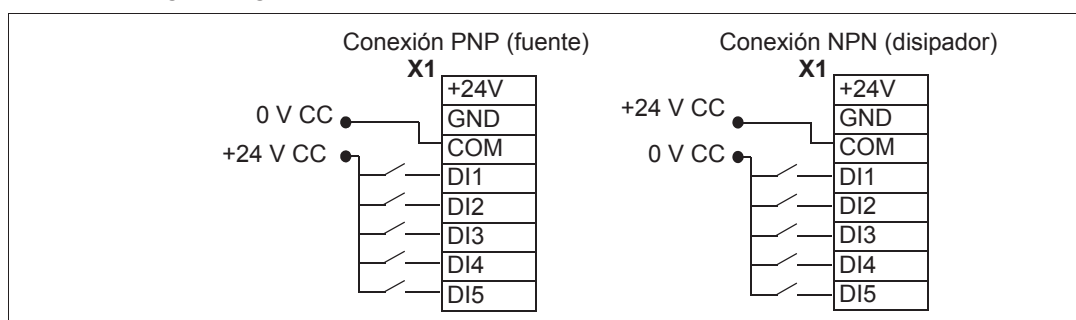 Conexión PNP (fuente)
X1
+24V
GND
COM
DI1
DI2
DI3
DI4
DI5
0 V CC
+24 V CC
Conexión NPN (disipador)
X1
+24V
GND
COM
DI1
DI2
DI3
DI4
DI5
+24 V CC
0 V CC